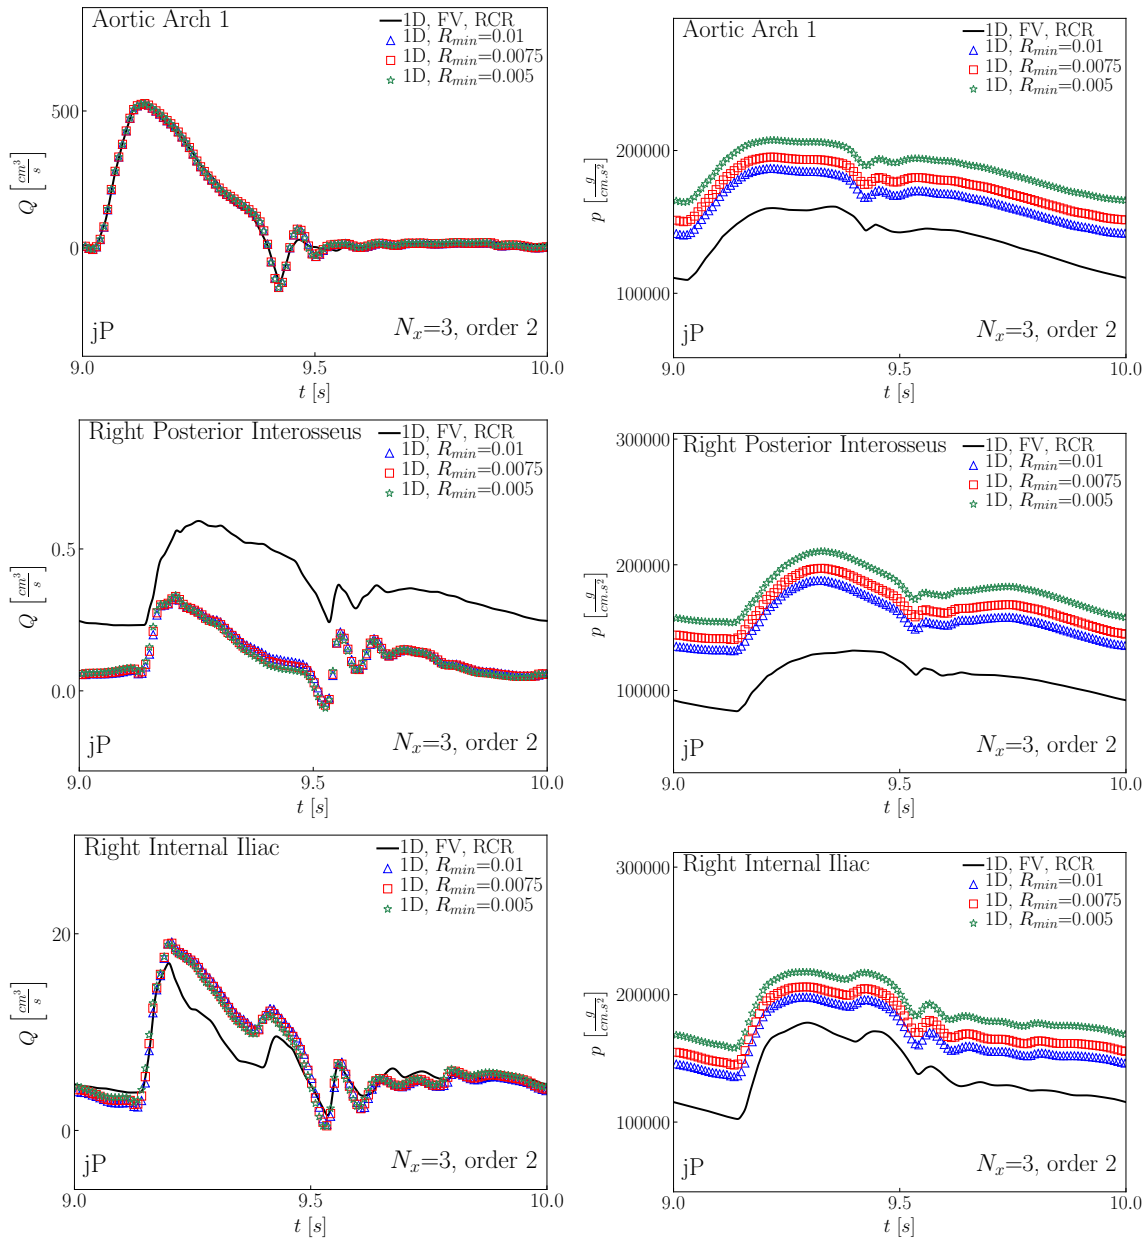 Aortic Arch 1
1D, FV, RCR
1D, R_min=0.01
1D, R_min=0.0075
1D, R_min=0.005
500
0
Q [cm³/s]
jP
N_x=3, order 2
9.0 9.5 10.0
t [s]
Aortic Arch 1
1D, FV, RCR
1D, R_min=0.01
1D, R_min=0.0075
1D, R_min=0.005
200000
100000
p [g/cm.s²]
jP
N_x=3, order 2
9.0 9.5 10.0
t [s]
Right Posterior Interosseus
1D, FV, RCR
1D, R_min=0.01
1D, R_min=0.0075
1D, R_min=0.005
0.5
0.0
Q [cm³/s]
jP
N_x=3, order 2
9.0 9.5 10.0
t [s]
Right Posterior Interosseus
1D, FV, RCR
1D, R_min=0.01
1D, R_min=0.0075
1D, R_min=0.005
300000
200000
100000
p [g/cm.s²]
jP
N_x=3, order 2
9.0 9.5 10.0
t [s]
Right Internal Iliac
1D, FV, RCR
1D, R_min=0.01
1D, R_min=0.0075
1D, R_min=0.005
20
0
Q [cm³/s]
jP
N_x=3, order 2
9.0 9.5 10.0
t [s]
Right Internal Iliac
1D, FV, RCR
1D, R_min=0.01
1D, R_min=0.0075
1D, R_min=0.005
300000
200000
100000
p [g/cm.s²]
jP
N_x=3, order 2
9.0 9.5 10.0
t [s]